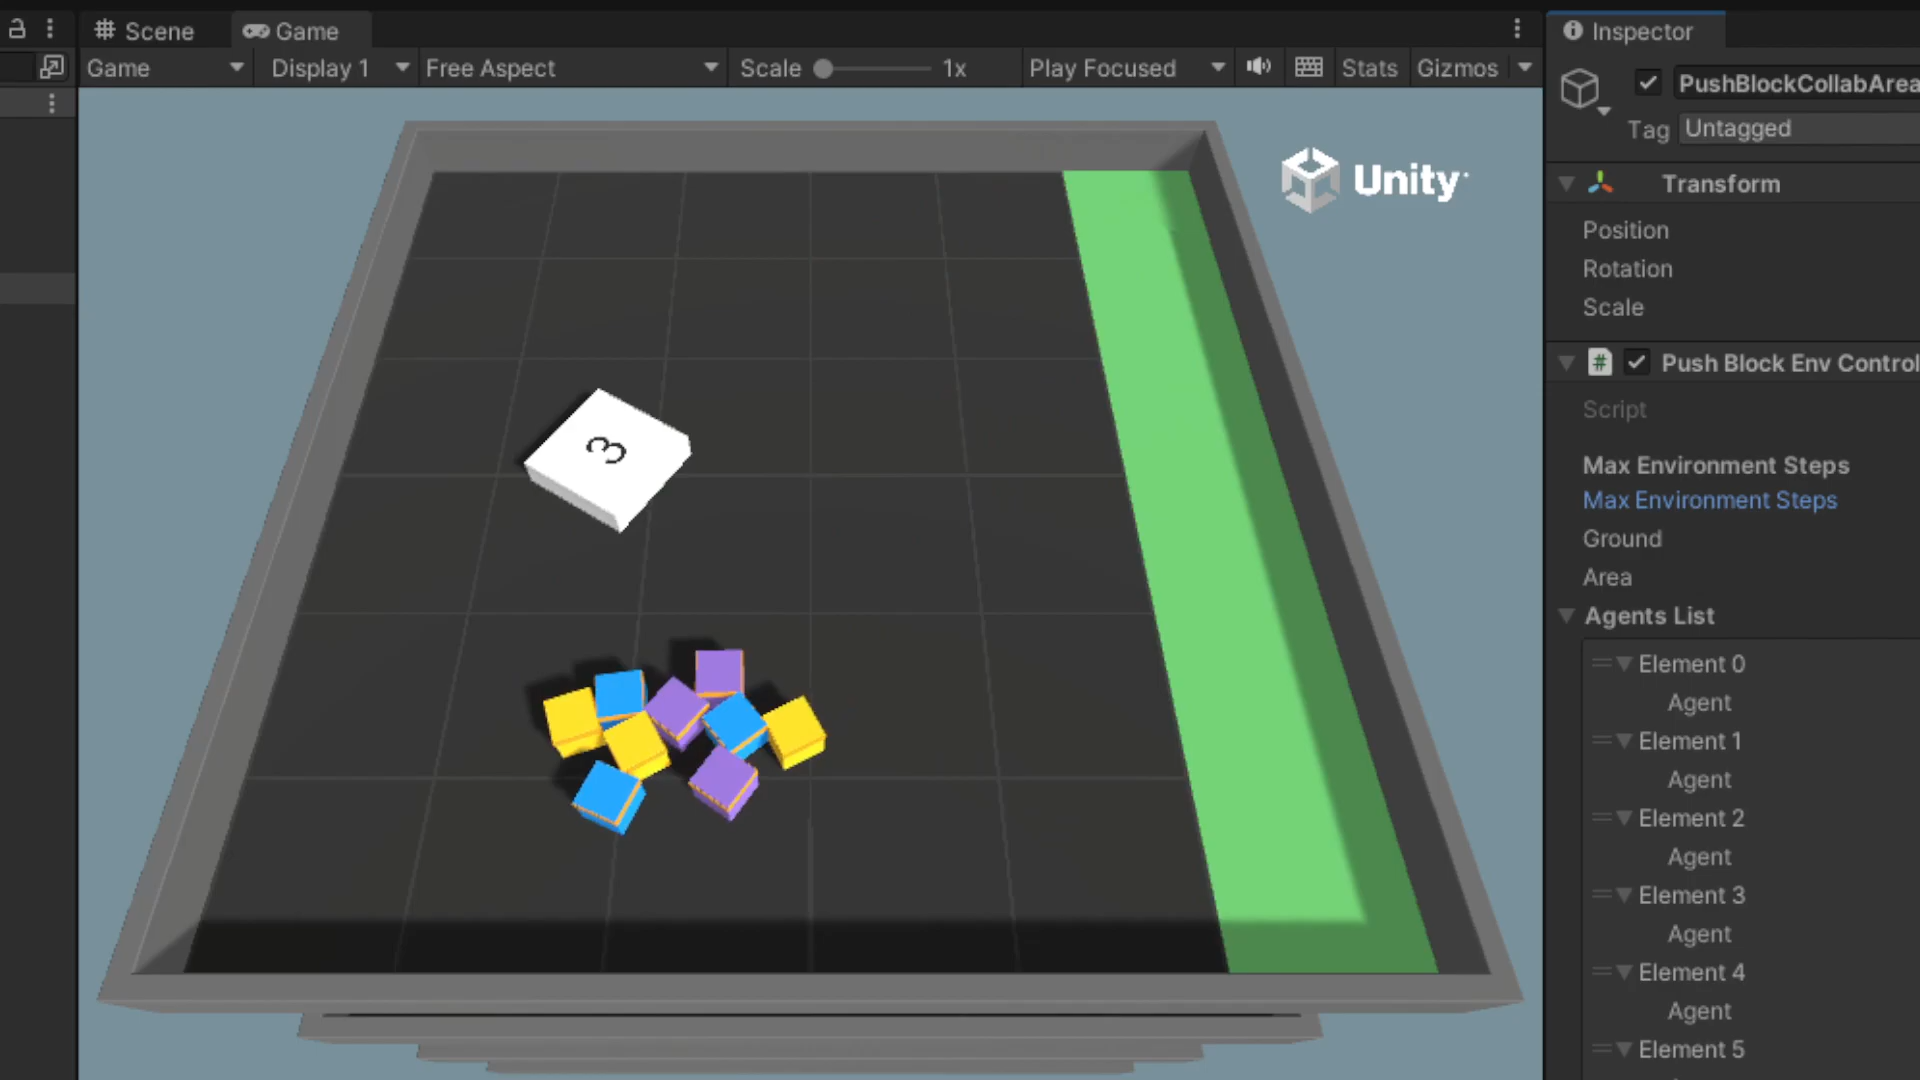 Scene
Game
Game
Display 1
Free Aspect
Scale
1x
Play Focused
Stats
Gizmos
Unity
3
Inspector
PushBlockCollabArea
Tag
Untagged
Transform
Position
Rotation
Scale
# Push Block Env Control
Script
Max Environment Steps
Max Environment Steps
Ground
Area
Agents List
Element 0
Agent
Element 1
Agent
Element 2
Agent
Element 3
Agent
Element 4
Agent
Element 5